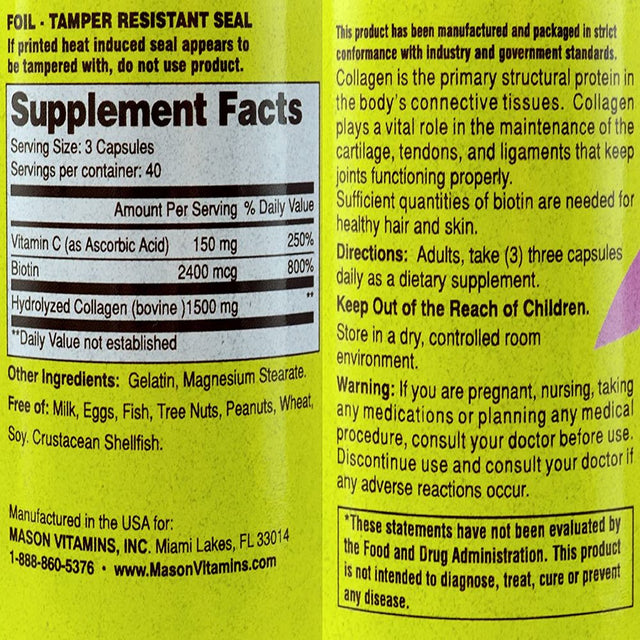 FOIL - TAMPER RESISTANT SEAL
If printed heat induced seal appears to
be tampered with, do not use product.
Supplement Facts
Serving Size: 3 Capsules
Servings per container: 40
Amount Per Serving % Daily Value
Vitamin C (as Ascorbic Acid) 150 mg 250%
Biotin 2400 mcg 800%
Hydrolyzed Collagen (bovine )1500 mg **
**Daily Value not established
Other Ingredients: Gelatin, Magnesium Stearate.
Free of: Milk, Eggs, Fish, Tree Nuts, Peanuts, Wheat,
Soy. Crustacean Shellfish.
Manufactured in the USA for:
MASON VITAMINS, INC. Miami Lakes, FL 33014
1-888-860-5376 • www.MasonVitamins.com
This product has been manufactured and packaged in strict
conformance with industry and government standards.
Collagen is the primary structural protein in
the body's connective tissues. Collagen
plays a vital role in the maintenance of the
cartilage, tendons, and ligaments that keep
joints functioning properly.
Sufficient quantities of biotin are needed for
healthy hair and skin.
Directions: Adults, take (3) three capsules
daily as a dietary supplement.
Keep Out of the Reach of Children.
Store in a dry, controlled room
environment.
Warning: If you are pregnant, nursing, taking
any medications or planning any medical
procedure, consult your doctor before use.
Discontinue use and consult your doctor if
any adverse reactions occur.
*These statements have not been evaluated by
the Food and Drug Administration. This product
is not intended to diagnose, treat, cure or prevent
any disease.